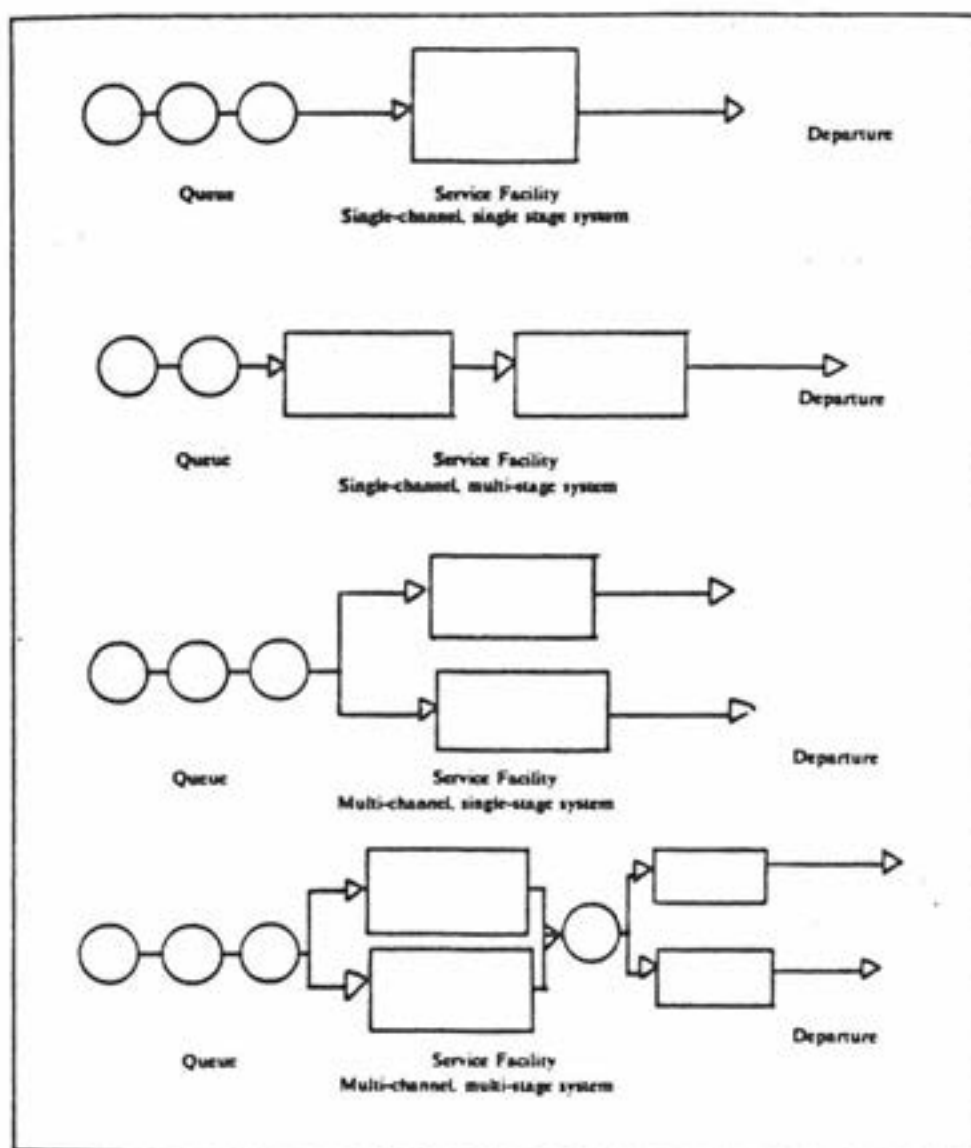 Departure
Queue
Service Facility
Single-channel, single stage system
Departure
Queue
Service Facility
Single-channel, multi-stage system
Departure
Queue
Service Facility
Multi-channel, single-stage system
Departure
Queue
Service Facility
Multi-channel, multi-stage system